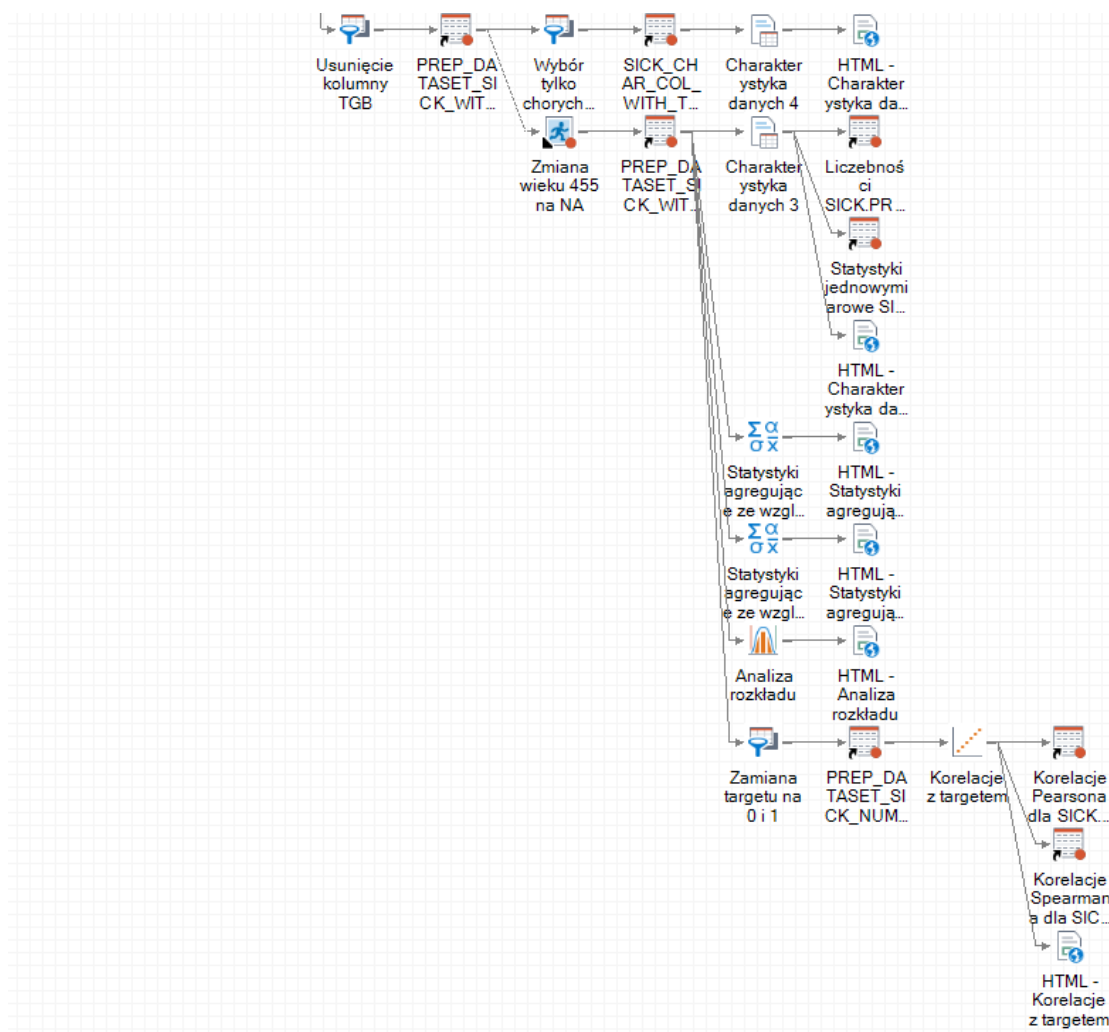 Usunięcie
kolumny
TGB
PREP_DA
TASET_SI
CK_WIT...
Wybór
tylko
chorych...
SICK_CH
AR_COL_
WITH_T...
Charakter
ystyka
danych 4
HTML -
Charakter
ystyka da...
Zmiana
wieku 455
na NA
PREP_DA
TASET_SI
CK_WIT...
Charakter
ystyka
danych 3
Liczebnoś
ci
SICK.PR...
Statystyki
jednowymi
arowe SI...
HTML -
Charakter
ystyka da...
Σ α
σ x̄
Statystyki
agregując
e ze wzgl...
HTML -
Statystyki
agregują...
Σ α
σ x̄
Statystyki
agregując
e ze wzgl...
HTML -
Statystyki
agregują...
Analiza
rozkładu
HTML -
Analiza
rozkładu
Zamiana
targetu na
0 i 1
PREP_DA
TASET_SI
CK_NUM...
Korelacje
z targetem
Korelacje
Pearsona
dla SICK...
Korelacje
Spearman
a dla SIC...
HTML -
Korelacje
z targetem